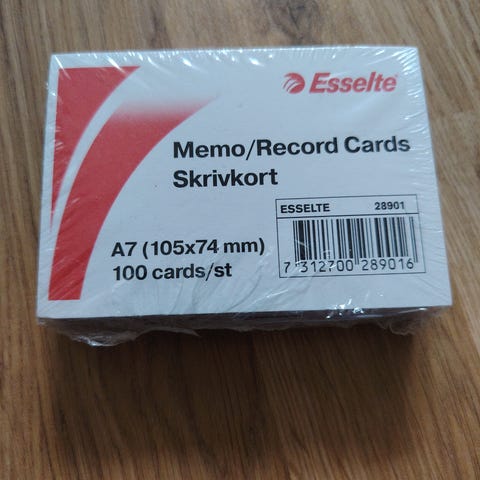 Esselte
Memo/Record Cards
Skrivkort
ESSELTE 28901
A7 (105x74 mm)
100 cards/st
7 312700 289016